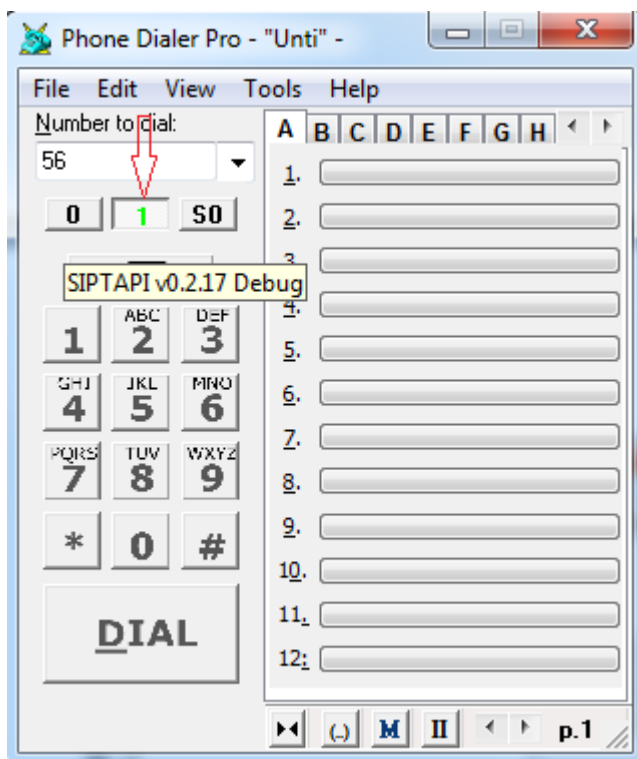 Phone Dialer Pro - "Unti" -
File Edit View Tools Help
Number to dial:
56
0 1 S0
SIPTAPI v0.2.17 Debug
1 ABC 2 DEF 3
GHI 4 JKL 5 MNO 6
PQRS 7 TUV 8 WXYZ 9
* 0 #
DIAL
A B C D E F G H
1.
2.
3.
4.
5.
6.
7.
8.
9.
10.
11.
12:
(..) M II p.1